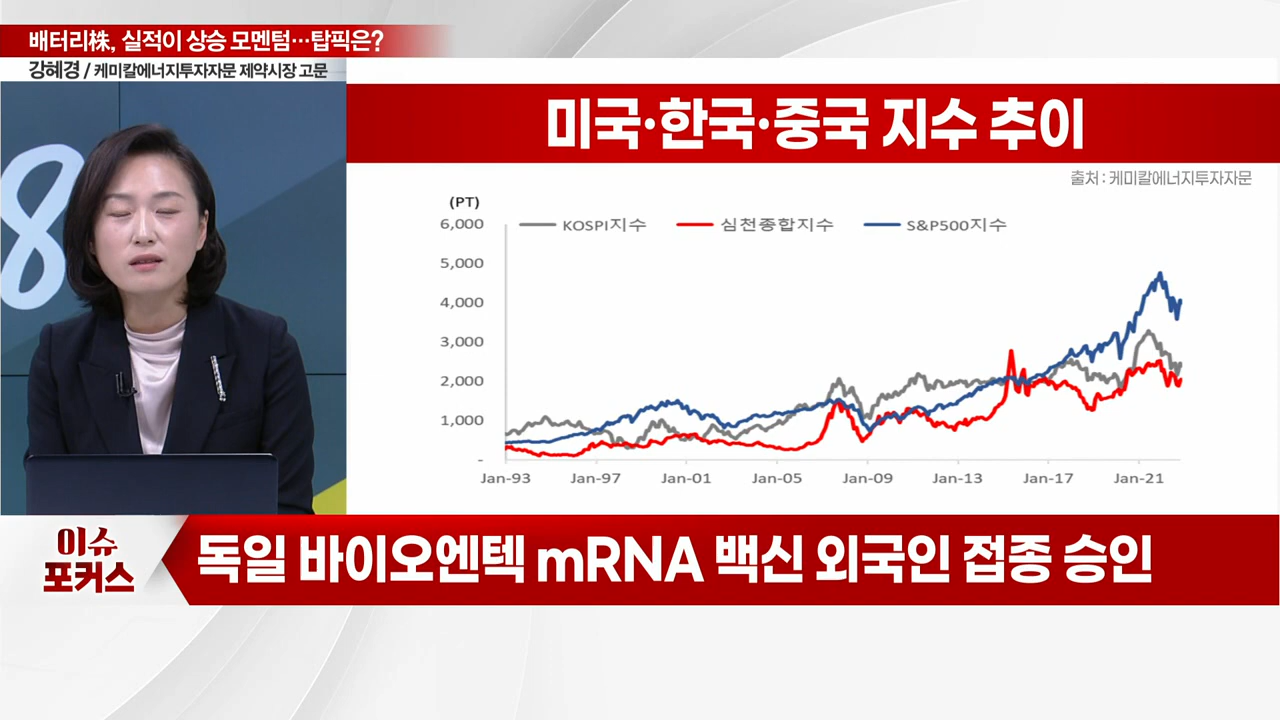 배터리株, 실적이 상승 모멘텀…탑픽은?
강혜경 / 케미칼에너지투자자문 제약시장 고문
8
미국·한국·중국 지수 추이
출처 : 케미칼에너지투자자문
(PT)
KOSPI지수 심천종합지수 S&P500지수
6,000
5,000
4,000
3,000
2,000
1,000
-
Jan-93 Jan-97 Jan-01 Jan-05 Jan-09 Jan-13 Jan-17 Jan-21
이슈
포커스
독일 바이오엔텍 mRNA 백신 외국인 접종 승인